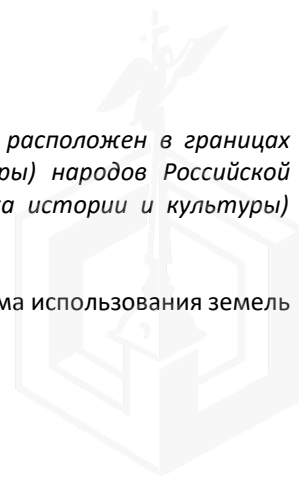 расположен в границах
ры) народов Российской
а истории и культуры)
ма использования земель